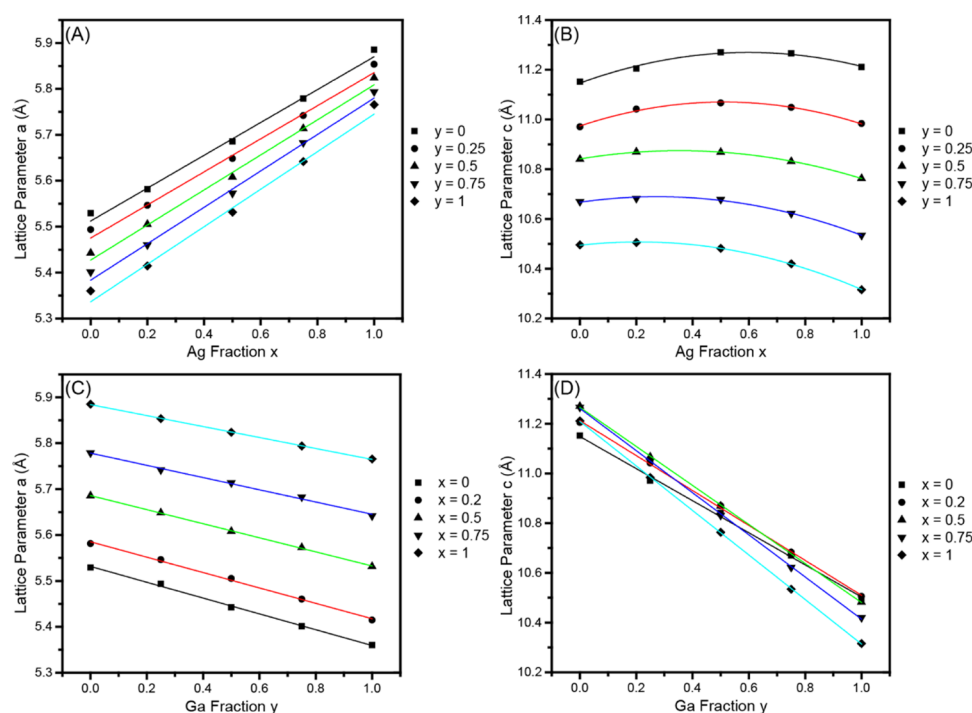 (A)
5.9
5.8
5.7
5.6
5.5
5.4
5.3
Lattice Parameter a (Å)
0.0 0.2 0.4 0.6 0.8 1.0
Ag Fraction x
y = 0
y = 0.25
y = 0.5
y = 0.75
y = 1
(B)
11.4
11.2
11.0
10.8
10.6
10.4
10.2
Lattice Parameter c (Å)
0.0 0.2 0.4 0.6 0.8 1.0
Ag Fraction x
y = 0
y = 0.25
y = 0.5
y = 0.75
y = 1
(C)
5.9
5.8
5.7
5.6
5.5
5.4
5.3
Lattice Parameter a (Å)
0.0 0.2 0.4 0.6 0.8 1.0
Ga Fraction y
x = 0
x = 0.2
x = 0.5
x = 0.75
x = 1
(D)
11.4
11.2
11.0
10.8
10.6
10.4
10.2
Lattice Parameter c (Å)
0.0 0.2 0.4 0.6 0.8 1.0
Ga Fraction y
x = 0
x = 0.2
x = 0.5
x = 0.75
x = 1